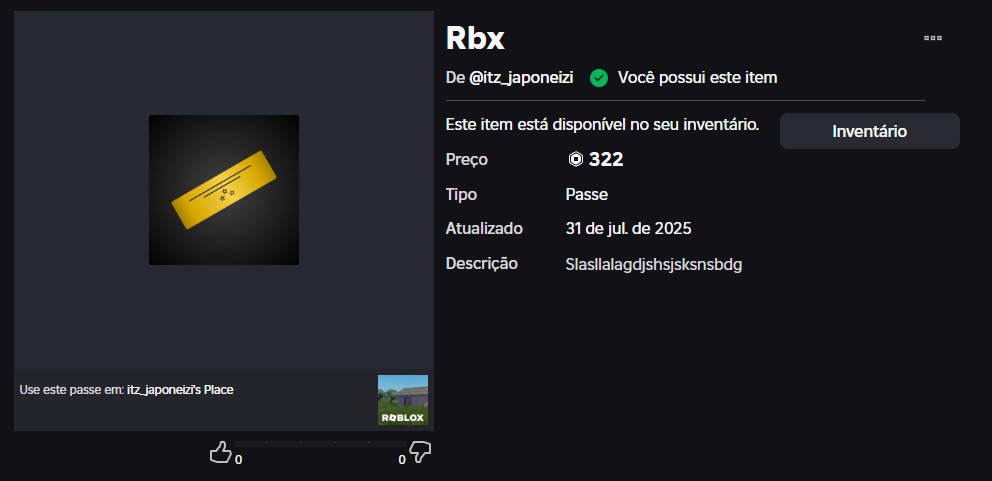 Rbx
De @itz_japoneizi Você possui este item
Este item está disponível no seu inventário.
Inventário
Preço 322
Tipo Passe
Atualizado 31 de jul. de 2025
Descrição Slasllalagdjshsjsksnsbdg
Use este passe em: itz_japoneizi's Place
ROBLOX
0 0